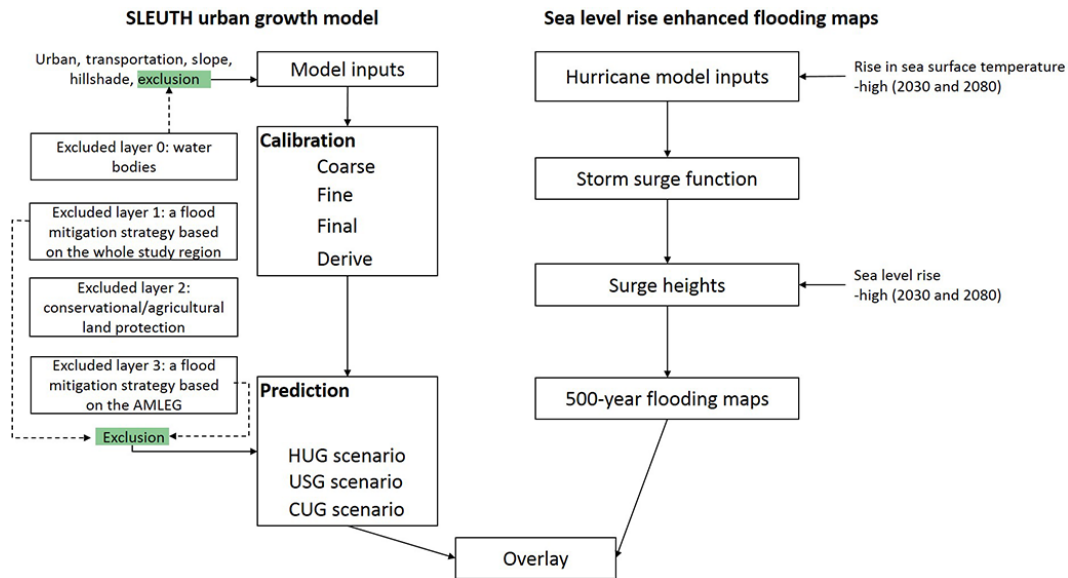 SLEUTH urban growth model
Urban, transportation, slope,
hillshade, exclusion
Model inputs
Excluded layer 0: water
bodies
Calibration
Coarse
Fine
Final
Derive
Excluded layer 1: a flood
mitigation strategy based
on the whole study region
Excluded layer 2:
conservational/agricultural
land protection
Excluded layer 3: a flood
mitigation strategy based
on the AMLEG
Exclusion
Prediction
HUG scenario
USG scenario
CUG scenario
Sea level rise enhanced flooding maps
Hurricane model inputs
Rise in sea surface temperature
-high (2030 and 2080)
Storm surge function
Surge heights
Sea level rise
-high (2030 and 2080)
500-year flooding maps
Overlay